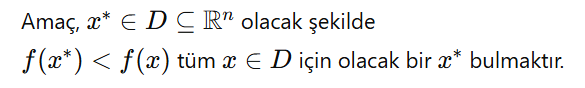 Amaç, x* ∈ D ⊆ ℝⁿ olacak şekilde
f(x*) < f(x) tüm x ∈ D için olacak bir x* bulmaktır.